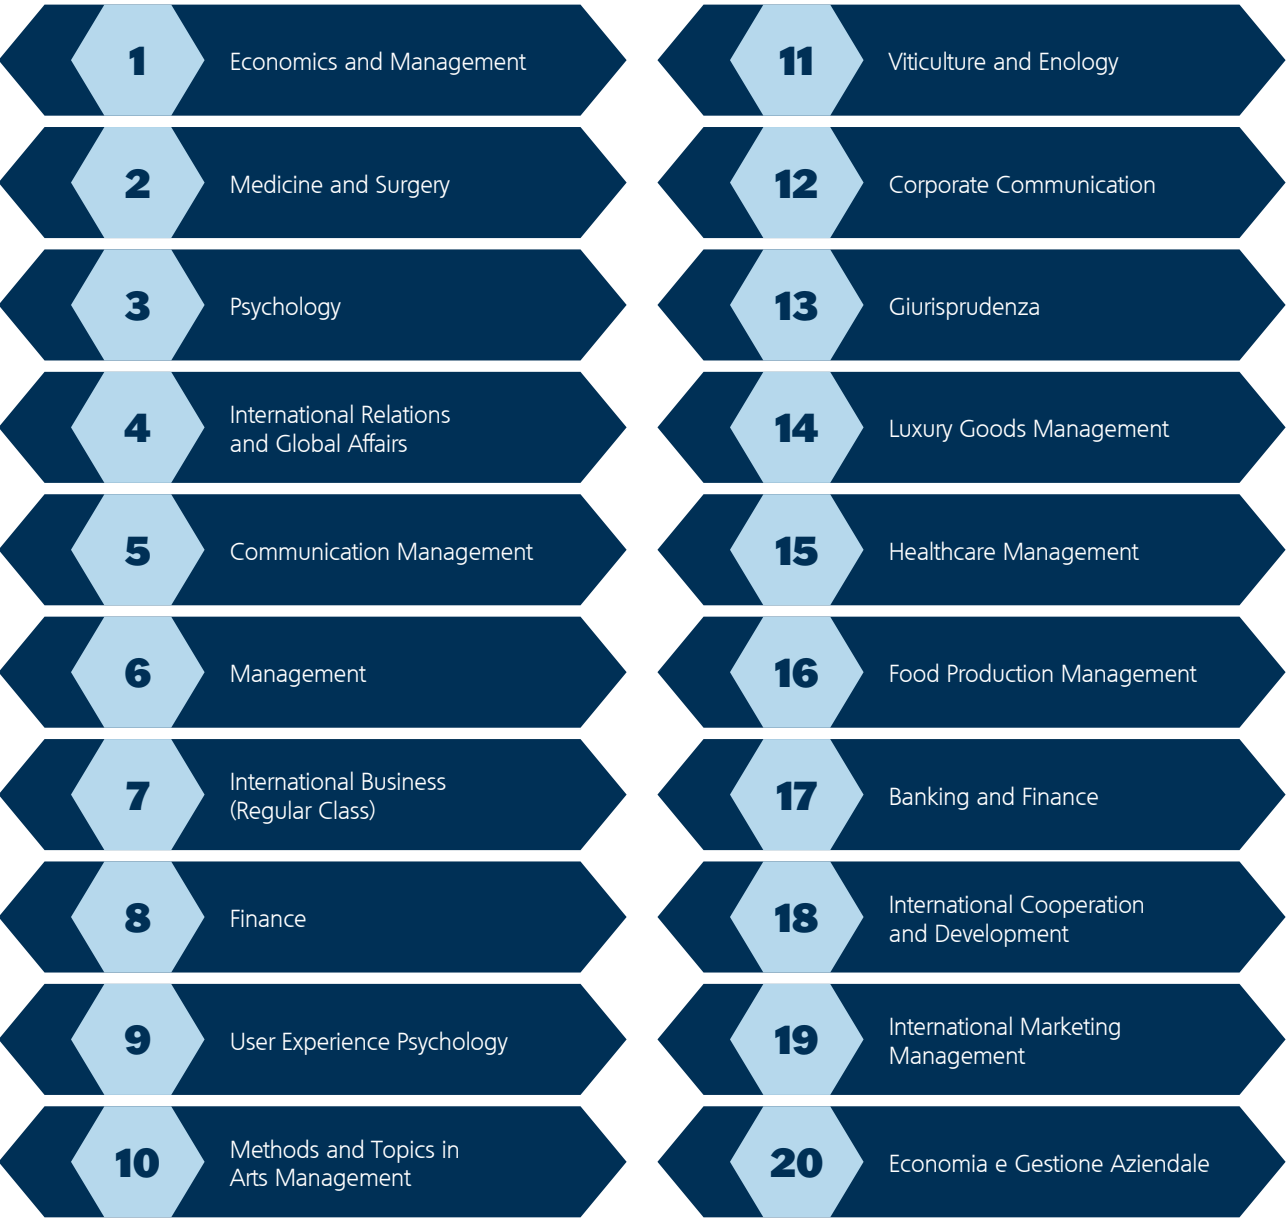 1
Economics and Management
2
Medicine and Surgery
3
Psychology
4
International Relations
and Global Affairs
5
Communication Management
6
Management
7
International Business
(Regular Class)
8
Finance
9
User Experience Psychology
10
Methods and Topics in
Arts Management
11
Viticulture and Enology
12
Corporate Communication
13
Giurisprudenza
14
Luxury Goods Management
15
Healthcare Management
16
Food Production Management
17
Banking and Finance
18
International Cooperation
and Development
19
International Marketing
Management
20
Economia e Gestione Aziendale